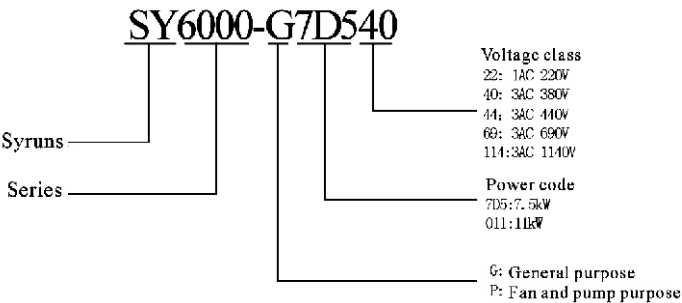 SY6000-G7D540
Voltage class
22: 1AC 220V
40: 3AC 380V
44: 3AC 440V
69: 3AC 690V
114:3AC 1140V
Syruns
Series
Power code
7D5:7.5kW
011:11kW
G: General purpose
P: Fan and pump purpose